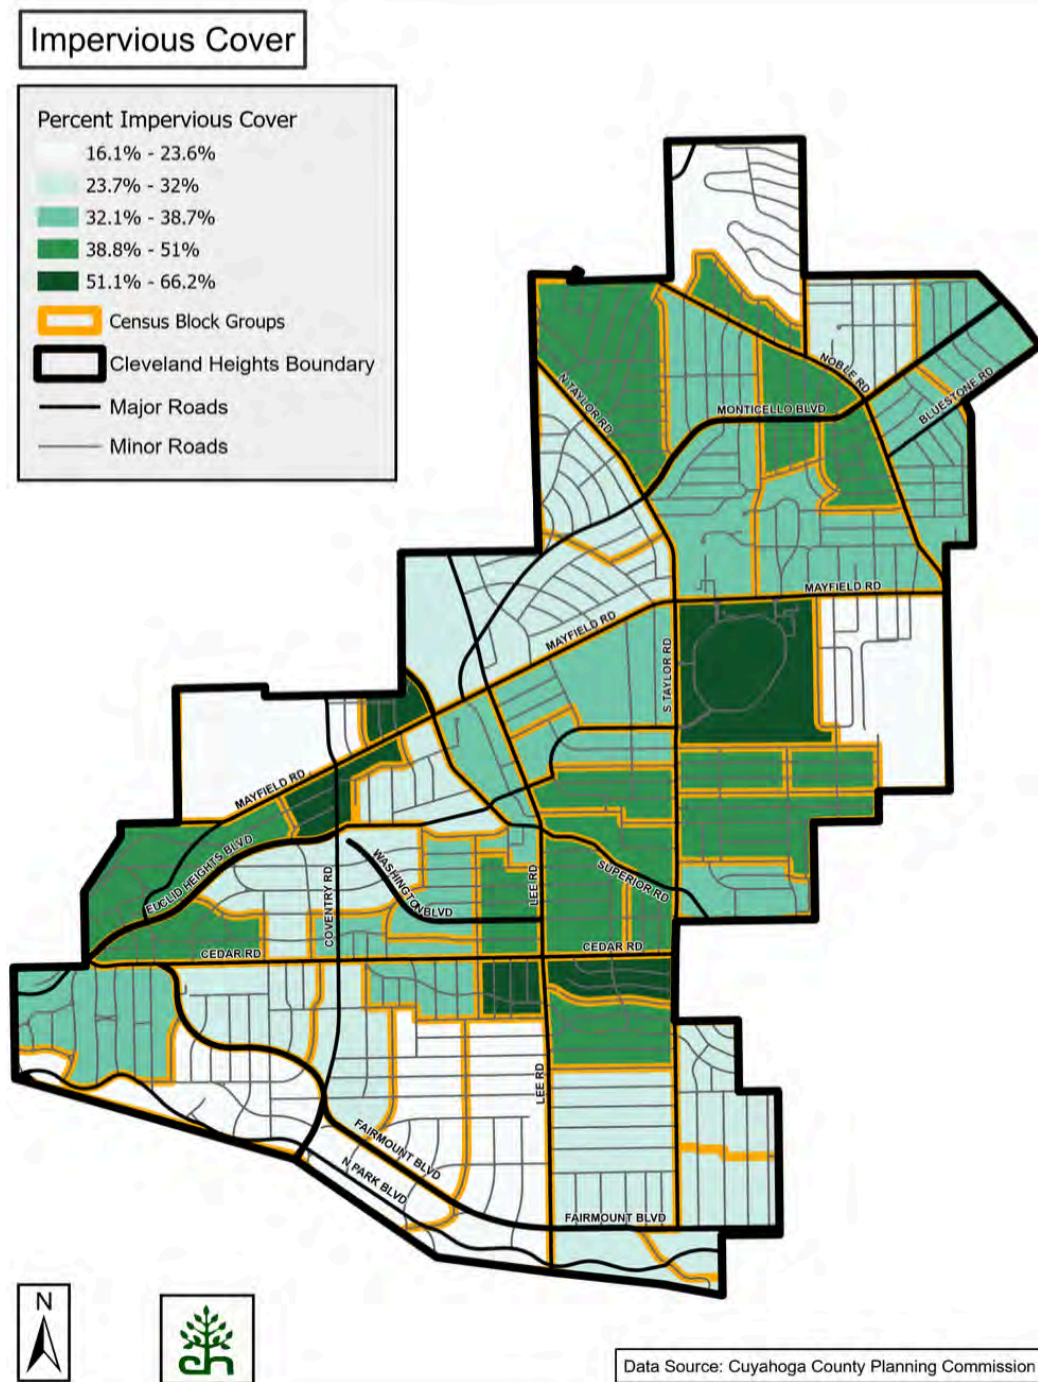 Impervious Cover
Percent Impervious Cover
16.1% - 23.6%
23.7% - 32%
32.1% - 38.7%
38.8% - 51%
51.1% - 66.2%
Census Block Groups
Cleveland Heights Boundary
Major Roads
Minor Roads
NOBLE RD
BLUESTONE RD
N TAYLOR RD
MONTICELLO BLVD
MAYFIELD RD
MAYFIELD RD
S TAYLOR RD
MAYFIELD RD
EUCLID HEIGHTS BLVD
WASHINGTON BLVD
COVENTRY RD
LEE RD
SUPERIOR RD
CEDAR RD
CEDAR RD
LEE RD
FAIRMOUNT BLVD
N PARK BLVD
FAIRMOUNT BLVD
N
ch
Data Source: Cuyahoga County Planning Commission